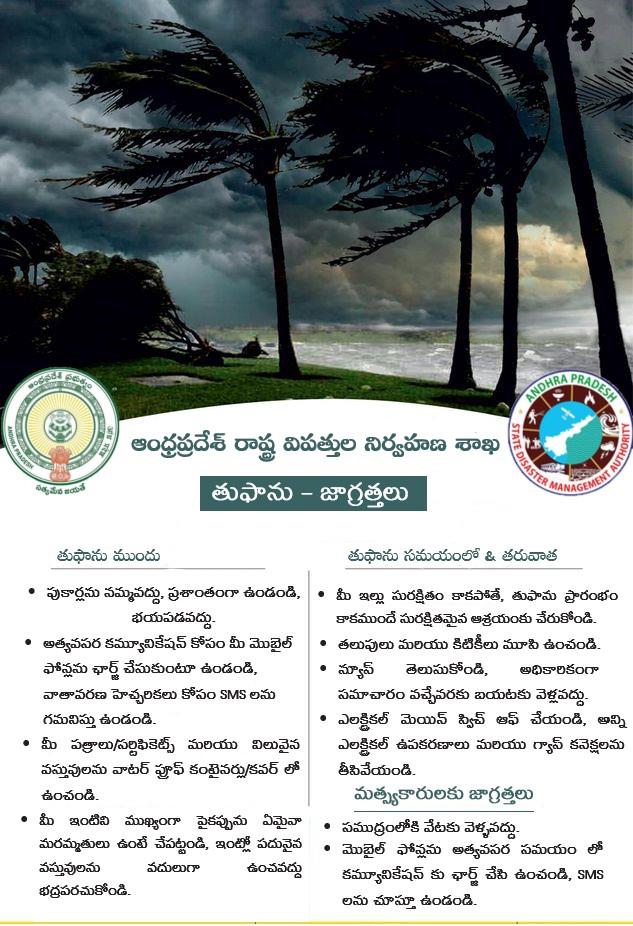 ఆంధ్రప్రదేశ్ ప్రభుత్వం
ANDHRA PRADESH
సత్యమేవ జయతే
ANDHRA PRADESH
STATE DISASTER MANAGEMENT AUTHORITY
ఆంధ్రప్రదేశ్ రాష్ట్ర విపత్తుల నిర్వహణ శాఖ
తుఫాను – జాగ్రత్తలు
తుఫాను ముందు
• పుకార్లను నమ్మవద్దు, ప్రశాంతంగా ఉండండి,
భయపడవద్దు.
• అత్యవసర కమ్యూనికేషన్ కోసం మీ మొబైల్
ఫోన్లను ఛార్జ్ చేసుకుంటూ ఉండండి,
వాతావరణ హెచ్చరికలు కోసం SMS లను
గమనిస్తు ఉండండి.
• మీ పత్రాలు/సర్టిఫికెట్స్ మరియు విలువైన
వస్తువులను వాటర్ ప్రూఫ్ కంటైనర్లు/కవర్ లో
ఉంచండి.
• మీ ఇంటిని ముఖ్యంగా పైకప్పును ఏమైనా
మరమ్మతులు ఉంటే చేపట్టండి, ఇంట్లో పదునైన
వస్తువులను వదులుగా ఉంచవద్దు
భద్రపరచుకోండి.
తుఫాను సమయంలో & తరువాత
• మీ ఇల్లు సురక్షితం కాకపోతే, తుఫాను ప్రారంభం
కాకముందే సురక్షితమైన ఆశ్రయంకు చేరుకోండి.
• తలుపులు మరియు కిటికీలు మూసి ఉంచండి.
• న్యూస్ తెలుసుకోండి, అధికారికంగా
సమాచారం వచ్చేవరకు బయటకు వెళ్లవద్దు.
• ఎలక్ట్రికల్ మెయిన్ స్విచ్ ఆఫ్ చేయండి, అన్ని
ఎలక్ట్రికల్ ఉపకరణాలు మరియు గ్యాస్ కనెక్షలను
తీసివేయండి.
మత్స్యకారులకు జాగ్రత్తలు
• సముద్రంలోకి వేటకు వెళ్ళవద్దు.
• మొబైల్ ఫోన్లను అత్యవసర సమయం లో
కమ్యూనికేషన్ కు ఛార్జ్ చేసి ఉంచండి, SMS
లను చూస్తూ ఉండండి.